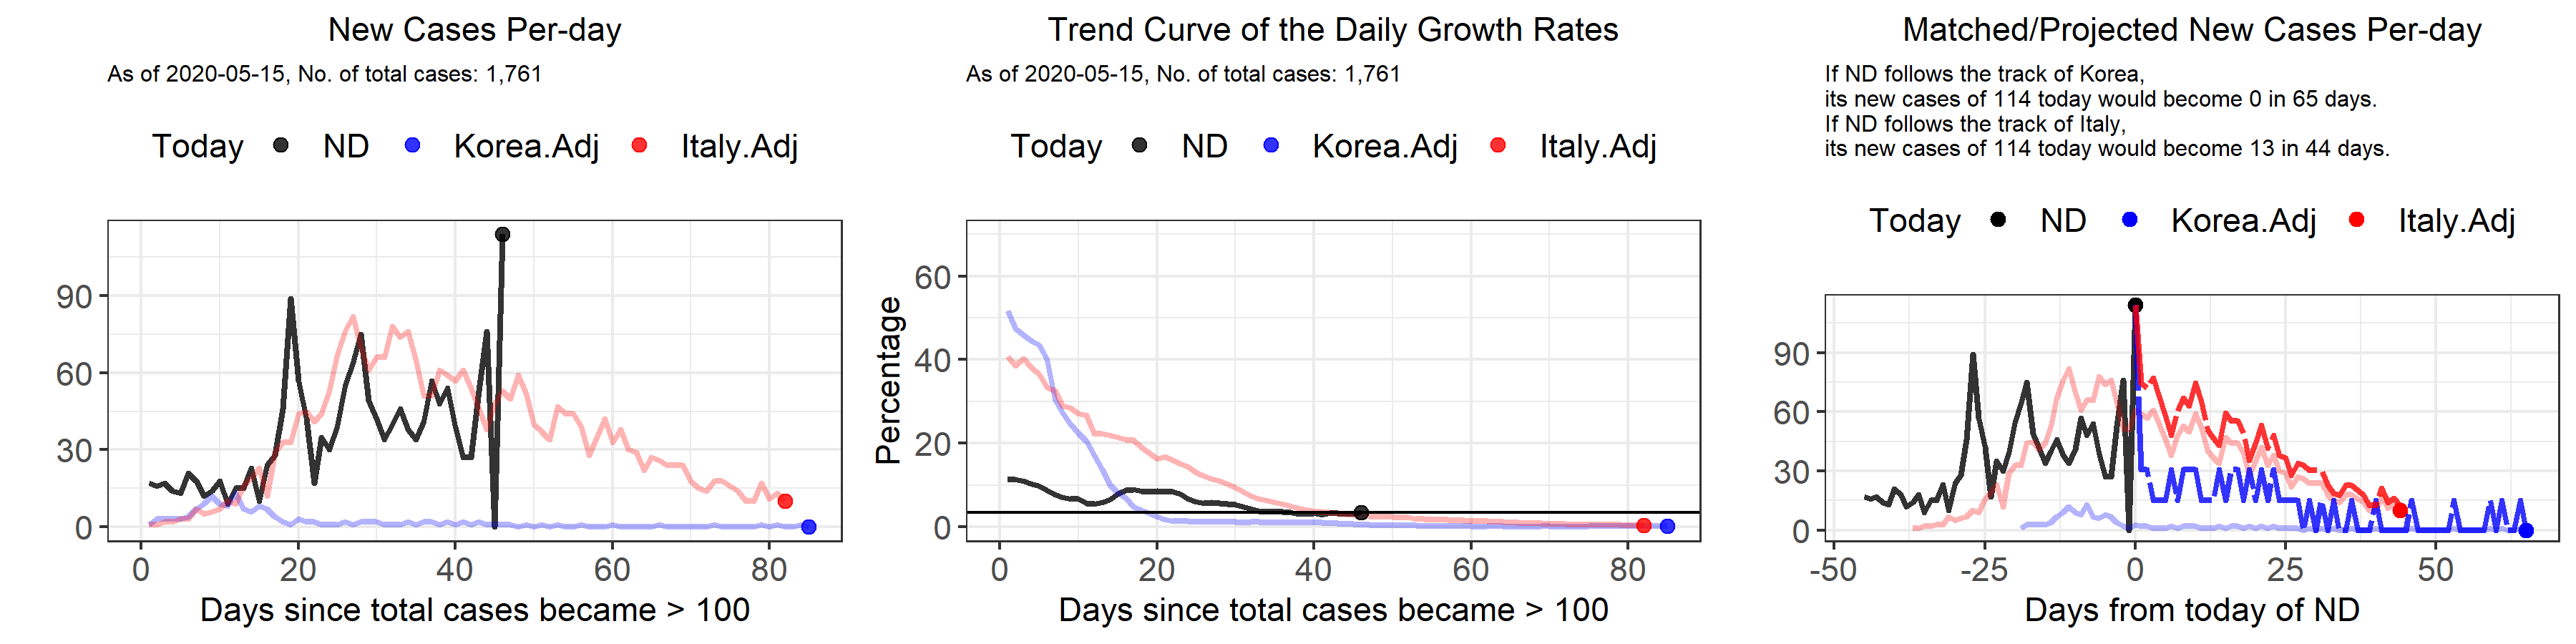 New Cases Per-day
As of 2020-05-15, No. of total cases: 1,761
Today ND Korea.Adj Italy.Adj
90
60
30
0
0 20 40 60 80
Days since total cases became > 100
Trend Curve of the Daily Growth Rates
As of 2020-05-15, No. of total cases: 1,761
Today ND Korea.Adj Italy.Adj
Percentage
60
40
20
0
0 20 40 60 80
Days since total cases became > 100
Matched/Projected New Cases Per-day
If ND follows the track of Korea,
its new cases of 114 today would become 0 in 65 days.
If ND follows the track of Italy,
its new cases of 114 today would become 13 in 44 days.
Today ND Korea.Adj Italy.Adj
90
60
30
0
-50 -25 0 25 50
Days from today of ND